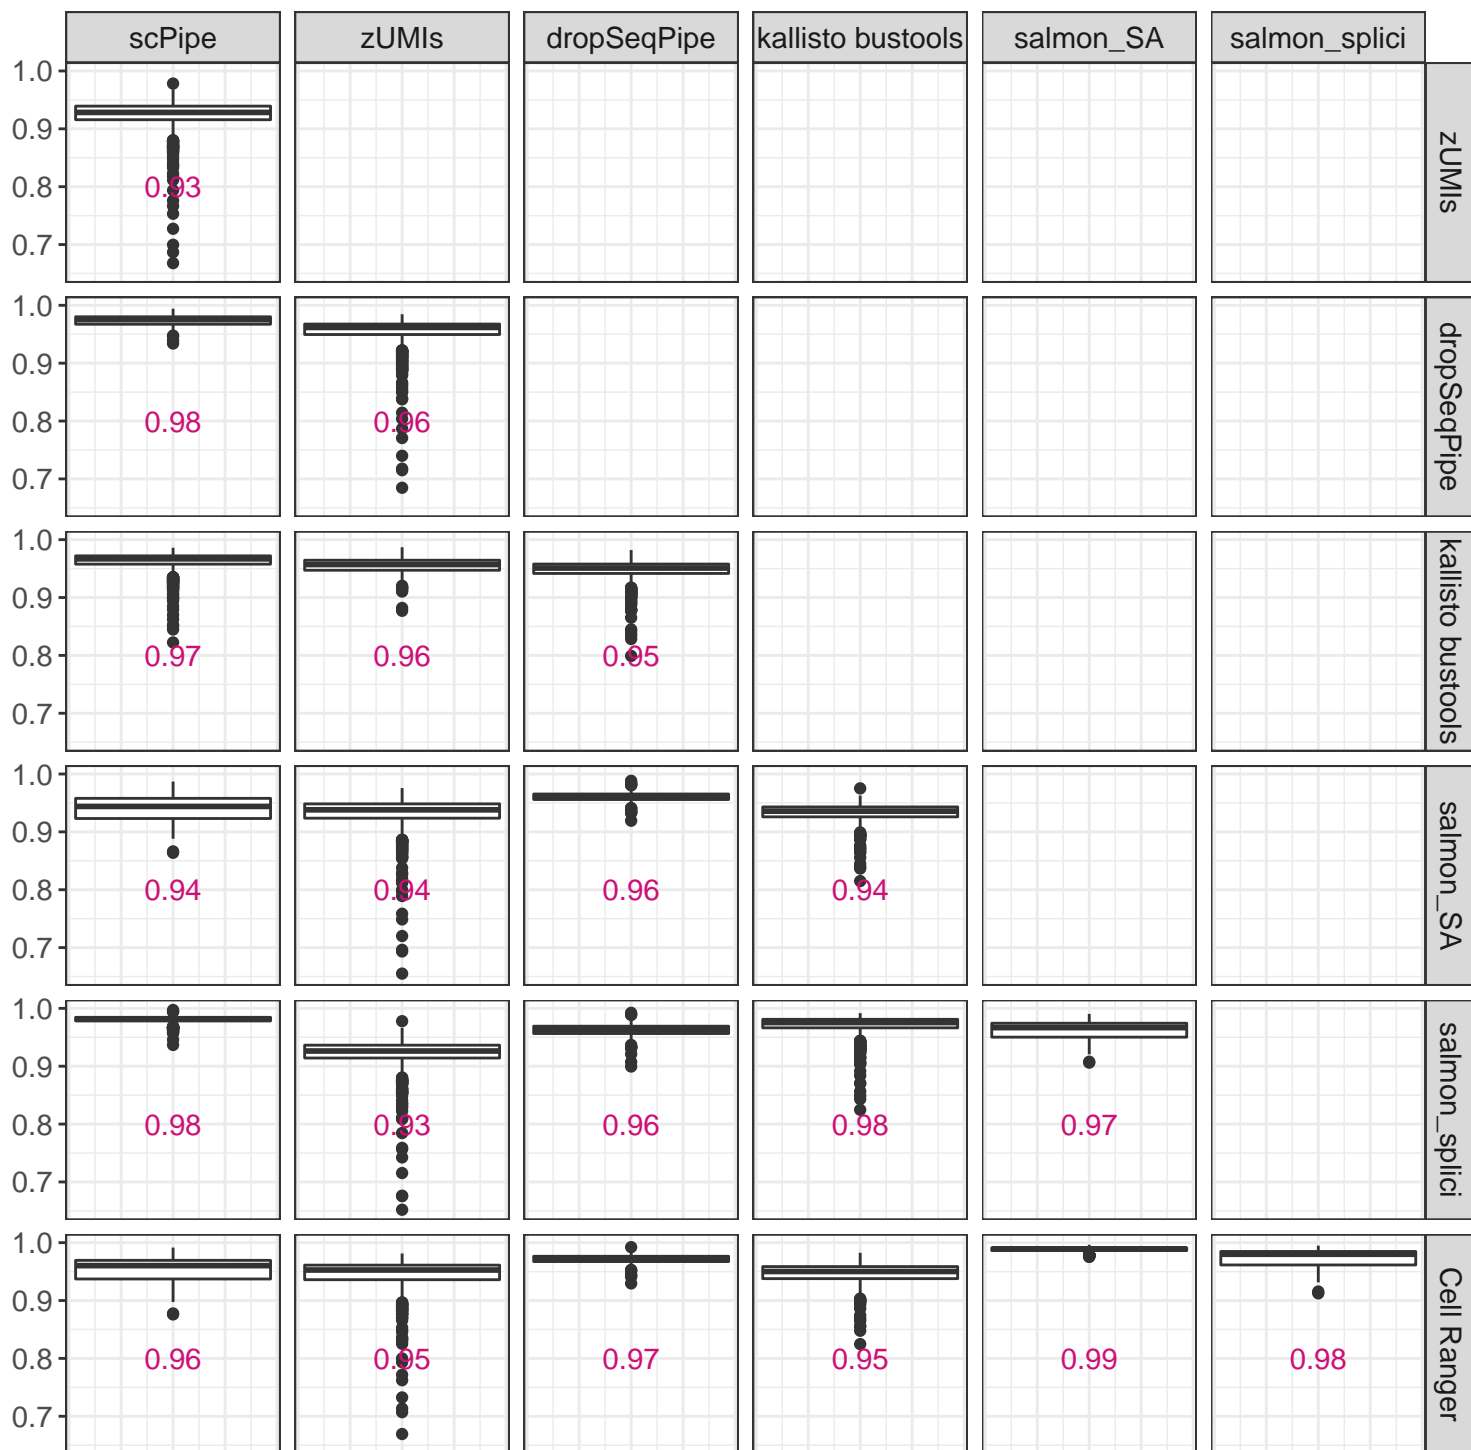 scPipe zUMIs dropSeqPipe kallisto bustools salmon_SA salmon_splici
1.0
0.9
0.8
0.7
0.93
zUMIs
1.0
0.9
0.8
0.7
0.98 0.96
dropSeqPipe
1.0
0.9
0.8
0.7
0.97 0.96 0.95
kallisto bustools
1.0
0.9
0.8
0.7
0.94 0.94 0.96 0.94
salmon_SA
1.0
0.9
0.8
0.7
0.98 0.93 0.96 0.98 0.97
salmon_splici
1.0
0.9
0.8
0.7
0.96 0.95 0.97 0.95 0.99 0.98
Cell Ranger